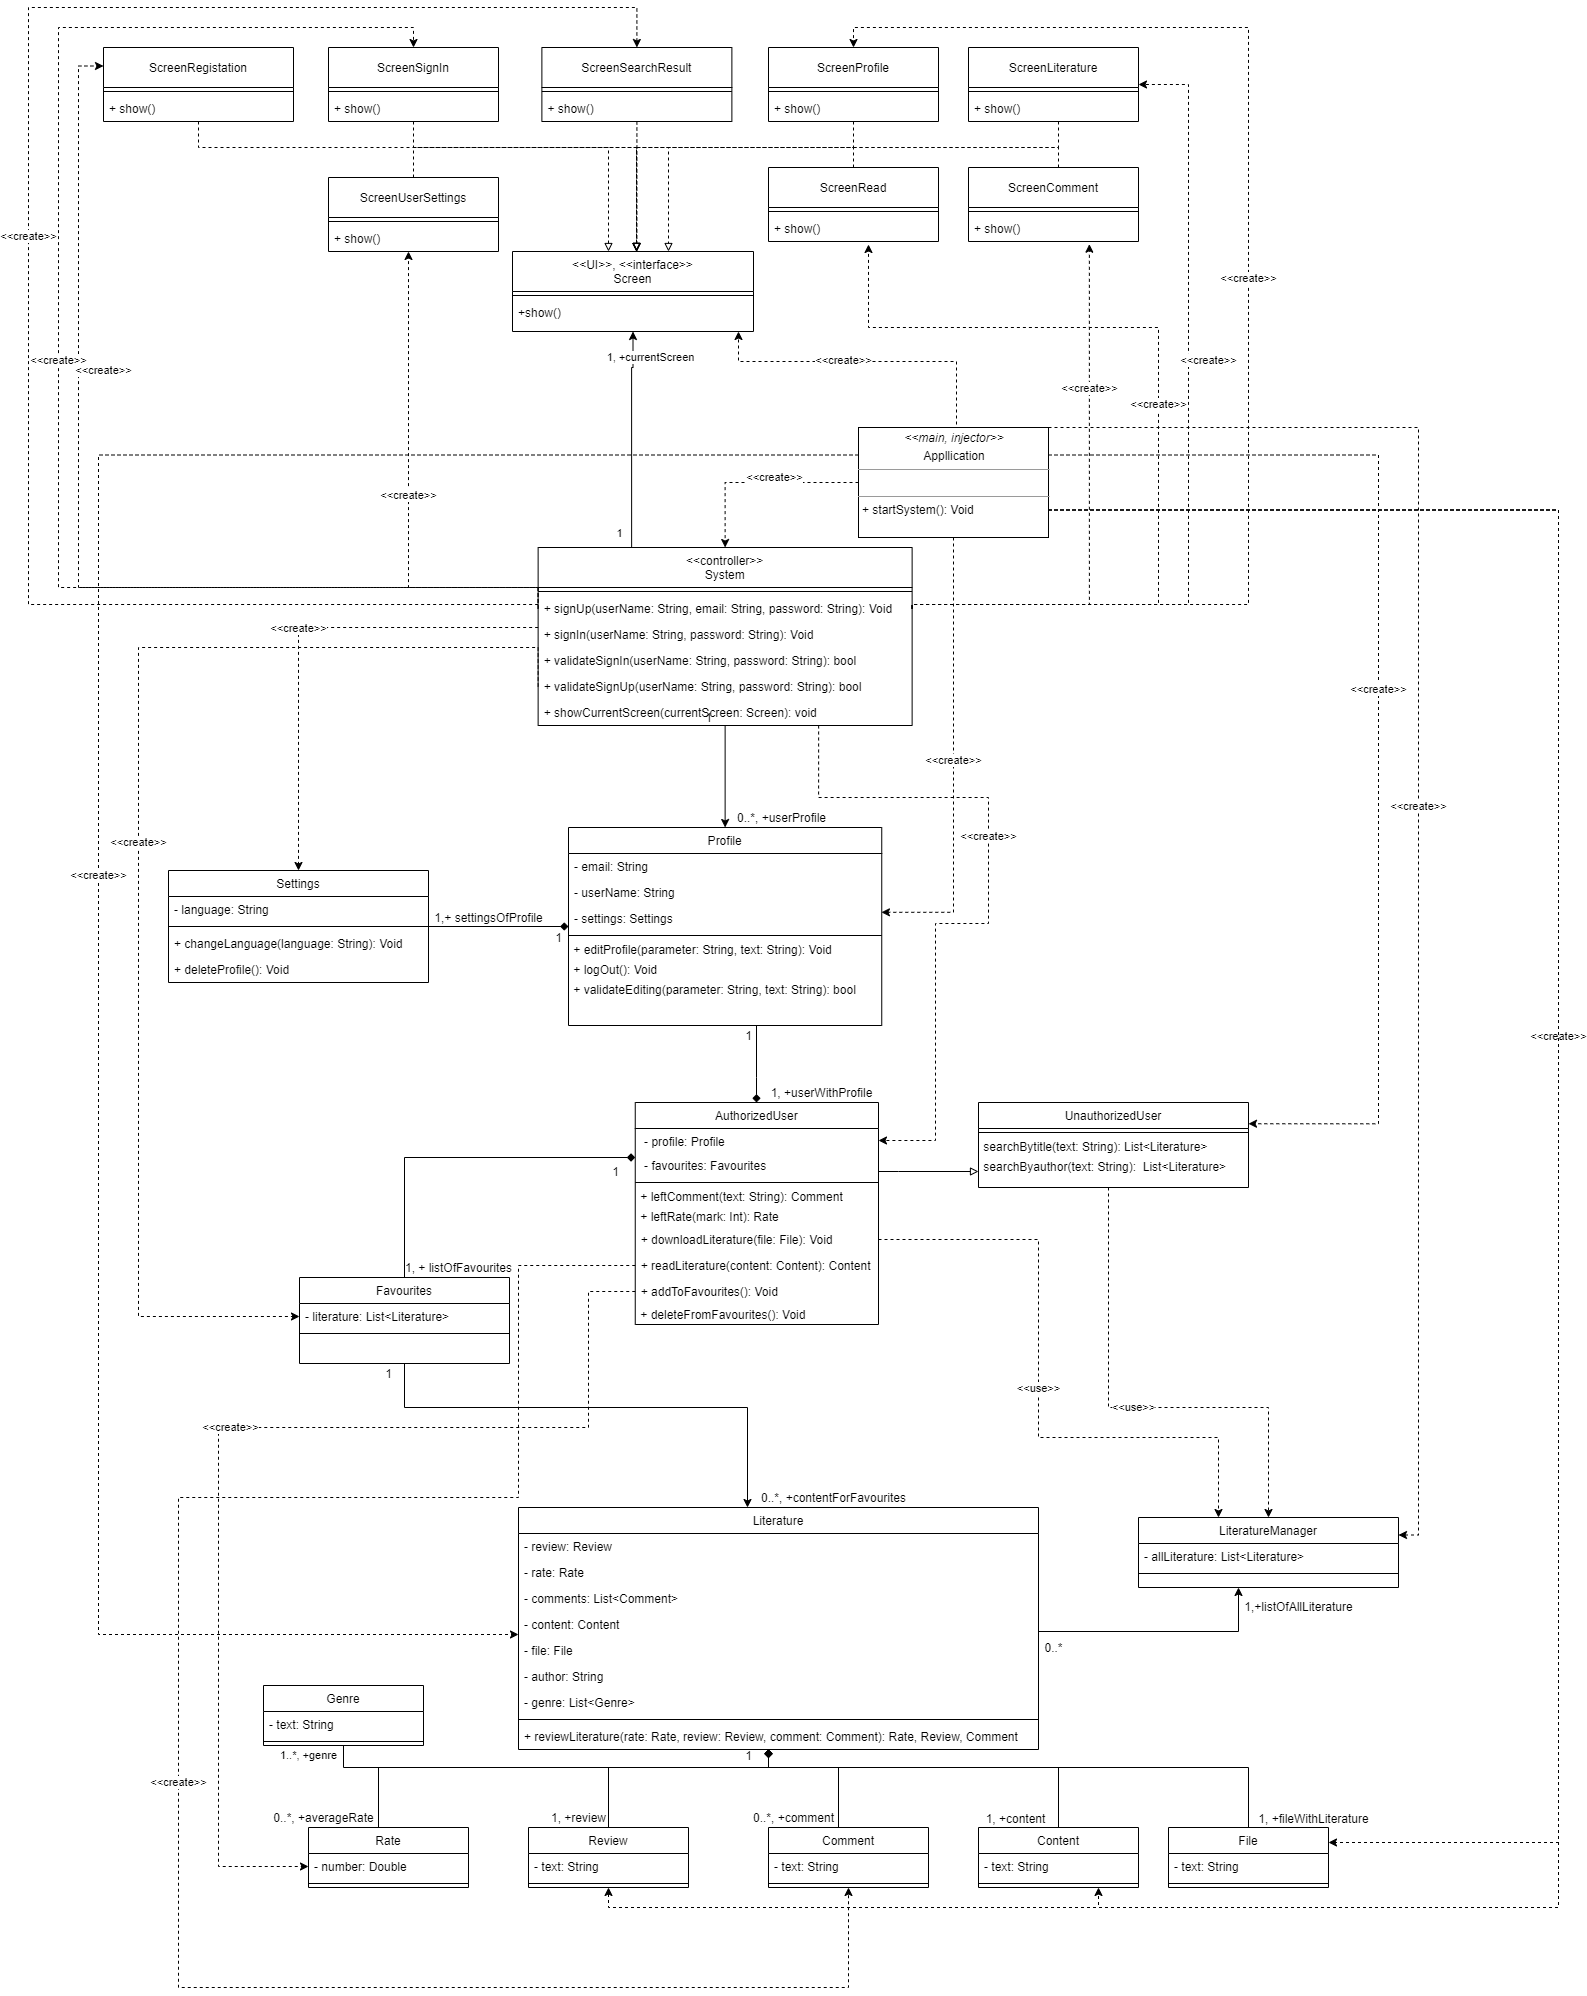 ScreenRegistation
+ show()
ScreenSignIn
+ show()
ScreenSearchResult
+ show()
ScreenProfile
+ show()
ScreenLiterature
+ show()
ScreenUserSettings
+ show()
ScreenRead
+ show()
ScreenComment
+ show()
<<create>>
<<UI>>, <<interface>>
Screen
+show()
<<create>>
1, +currentScreen
<<create>>
<<create>>
<<create>>
<<create>>
<<create>>
<<create>>
<<create>>
<<main, injector>>
Appllication
+ startSystem(): Void
<<create>>
<<create>>
1
<<controller>>
System
+ signUp(userName: String, email: String, password: String): Void
+ signIn(userName: String, password: String): Void
+ validateSignIn(userName: String, password: String): bool
+ validateSignUp(userName: String, password: String): bool
+ showCurrentScreen(currentScreen: Screen): void
1
<<create>>
<<create>>
<<create>>
<<create>>
0..*, +userProfile
<<create>>
<<create>>
<<create>>
Profile
- email: String
- userName: String
- settings: Settings
+ editProfile(parameter: String, text: String): Void
+ logOut(): Void
+ validateEditing(parameter: String, text: String): bool
Settings
- language: String
+ changeLanguage(language: String): Void
+ deleteProfile(): Void
1,+ settingsOfProfile
1
<<create>>
1
1, +userWithProfile
AuthorizedUser
- profile: Profile
- favourites: Favourites
+ leftComment(text: String): Comment
+ leftRate(mark: Int): Rate
+ downloadLiterature(file: File): Void
+ readLiterature(content: Content): Content
+ addToFavourites(): Void
+ deleteFromFavourites(): Void
UnauthorizedUser
searchBytitle(text: String): List<Literature>
searchByauthor(text: String):  List<Literature>
1
1, + listOfFavourites
Favourites
- literature: List<Literature>
1
<<use>>
<<use>>
<<create>>
0..*, +contentForFavourites
Literature
- review: Review
- rate: Rate
- comments: List<Comment>
- content: Content
- file: File
- author: String
- genre: List<Genre>
+ reviewLiterature(rate: Rate, review: Review, comment: Comment): Rate, Review, Comment
LiteratureManager
- allLiterature: List<Literature>
1,+listOfAllLiterature
0..*
Genre
- text: String
1..*, +genre
1
<<create>>
0..*, +averageRate
Rate
- number: Double
1, +review
Review
- text: String
0..*, +comment
Comment
- text: String
1, +content
Content
- text: String
1, +fileWithLiterature
File
- text: String